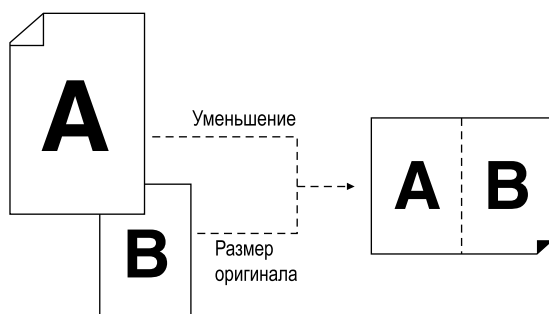 A
Уменьшение
A B
B
Размер
оригинала